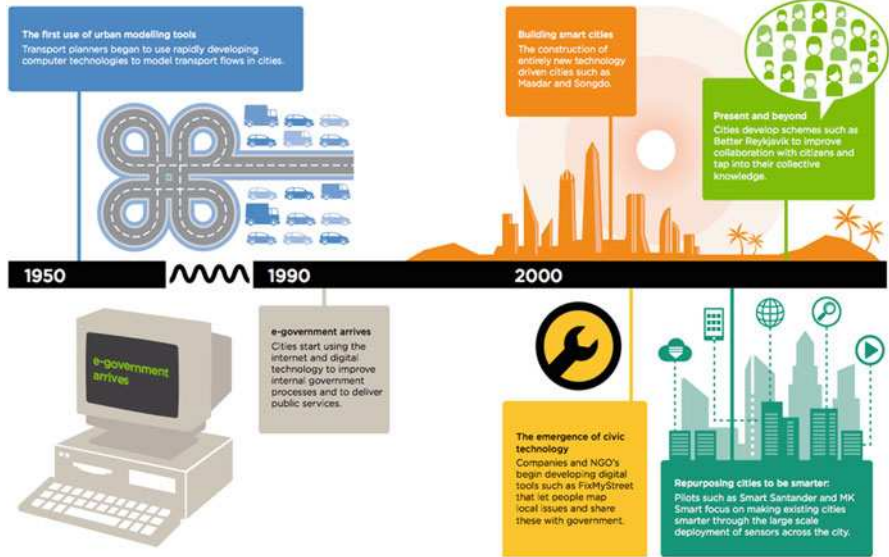 The first use of urban modelling tools
Transport planners began to use rapidly developing
computer technologies to model transport flows in cities.
Building smart cities
The construction of
entirely new technology
driven cities such as
Masdar and Songdo.
Present and beyond
Cities develop schemes such as
Better Reykjavik to improve
collaboration with citizens and
tap into their collective
knowledge.
1950
1990
2000
e-government
arrives
e-government arrives
Cities start using the
internet and digital
technology to improve
internal government
processes and to deliver
public services.
The emergence of civic
technology
Companies and NGO's
begin developing digital
tools such as FixMyStreet
that let people map
local issues and share
these with government.
Repurposing cities to be smarter:
Pilots such as Smart Santander and MK
Smart focus on making existing cities
smarter through the large scale
deployment of sensors across the city.